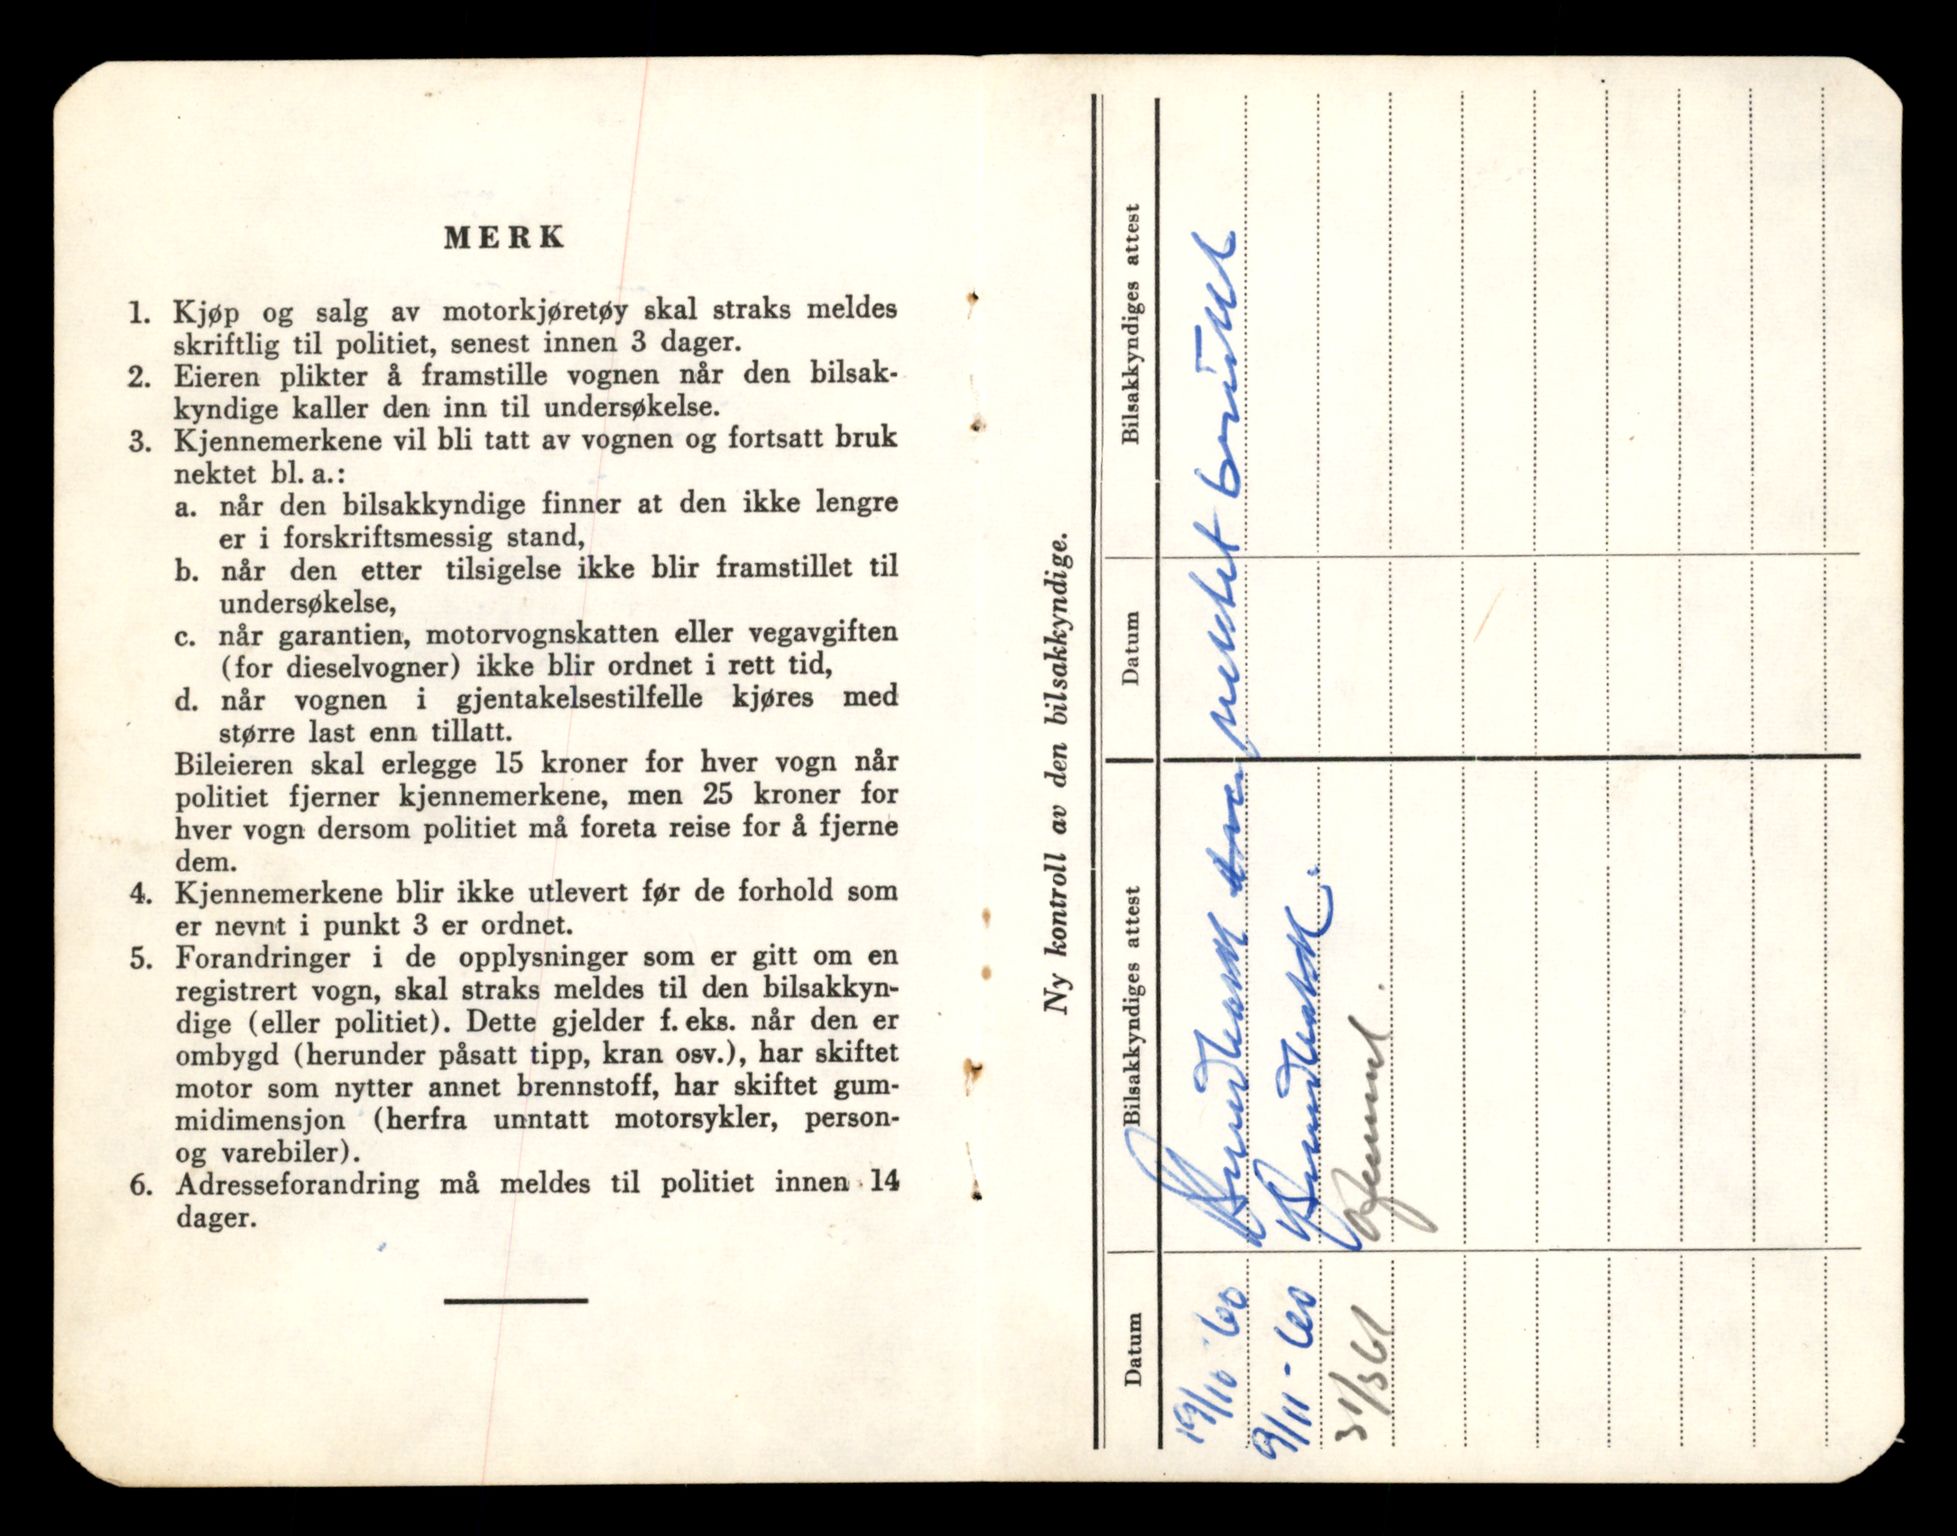 MERK
1. Kjøp og salg av motorkjøretøy skal straks meldes
skriftlig til politiet, senest innen 3 dager.
2. Eieren plikter å framstille vognen når den bilsak-
kyndige kaller den inn til undersøkelse.
3. Kjennemerkene vil bli tatt av vognen og fortsatt bruk
nektet bl. a.:
a. når den bilsakkyndige finner at den ikke lengre
er i forskriftsmessig stand,
b. når den etter tilsigelse ikke blir framstillet til
undersøkelse,
c. når garantien, motorvognskatten eller vegavgiften
(for dieselvogner) ikke blir ordnet i rett tid,
d. når vognen i gjentakelsestilfelle kjøres med
større last enn tillatt.
Bileieren skal erlegge 15 kroner for hver vogn når
politiet fjerner kjennemerkene, men 25 kroner for
hver vogn dersom politiet må foreta reise for å fjerne
dem.
4. Kjennemerkene blir ikke utlevert før de forhold som
er nevnt i punkt 3 er ordnet.
5. Forandringer i de opplysninger som er gitt om en
registrert vogn, skal straks meldes til den bilsakkyn-
dige (eller politiet). Dette gjelder f. eks. når den er
ombygd (herunder påsatt tipp, kran osv.), har skiftet
motor som nytter annet brennstoff, har skiftet gum-
midimensjon (herfra unntatt motorsykler, person-
og varebiler).
6. Adresseforandring må meldes til politiet innen 14
dager.
Ny kontroll av den bilsakkyndige.
Datum Bilsakkyndiges attest Datum Bilsakkyndiges attest
19/10-60
9/11-60